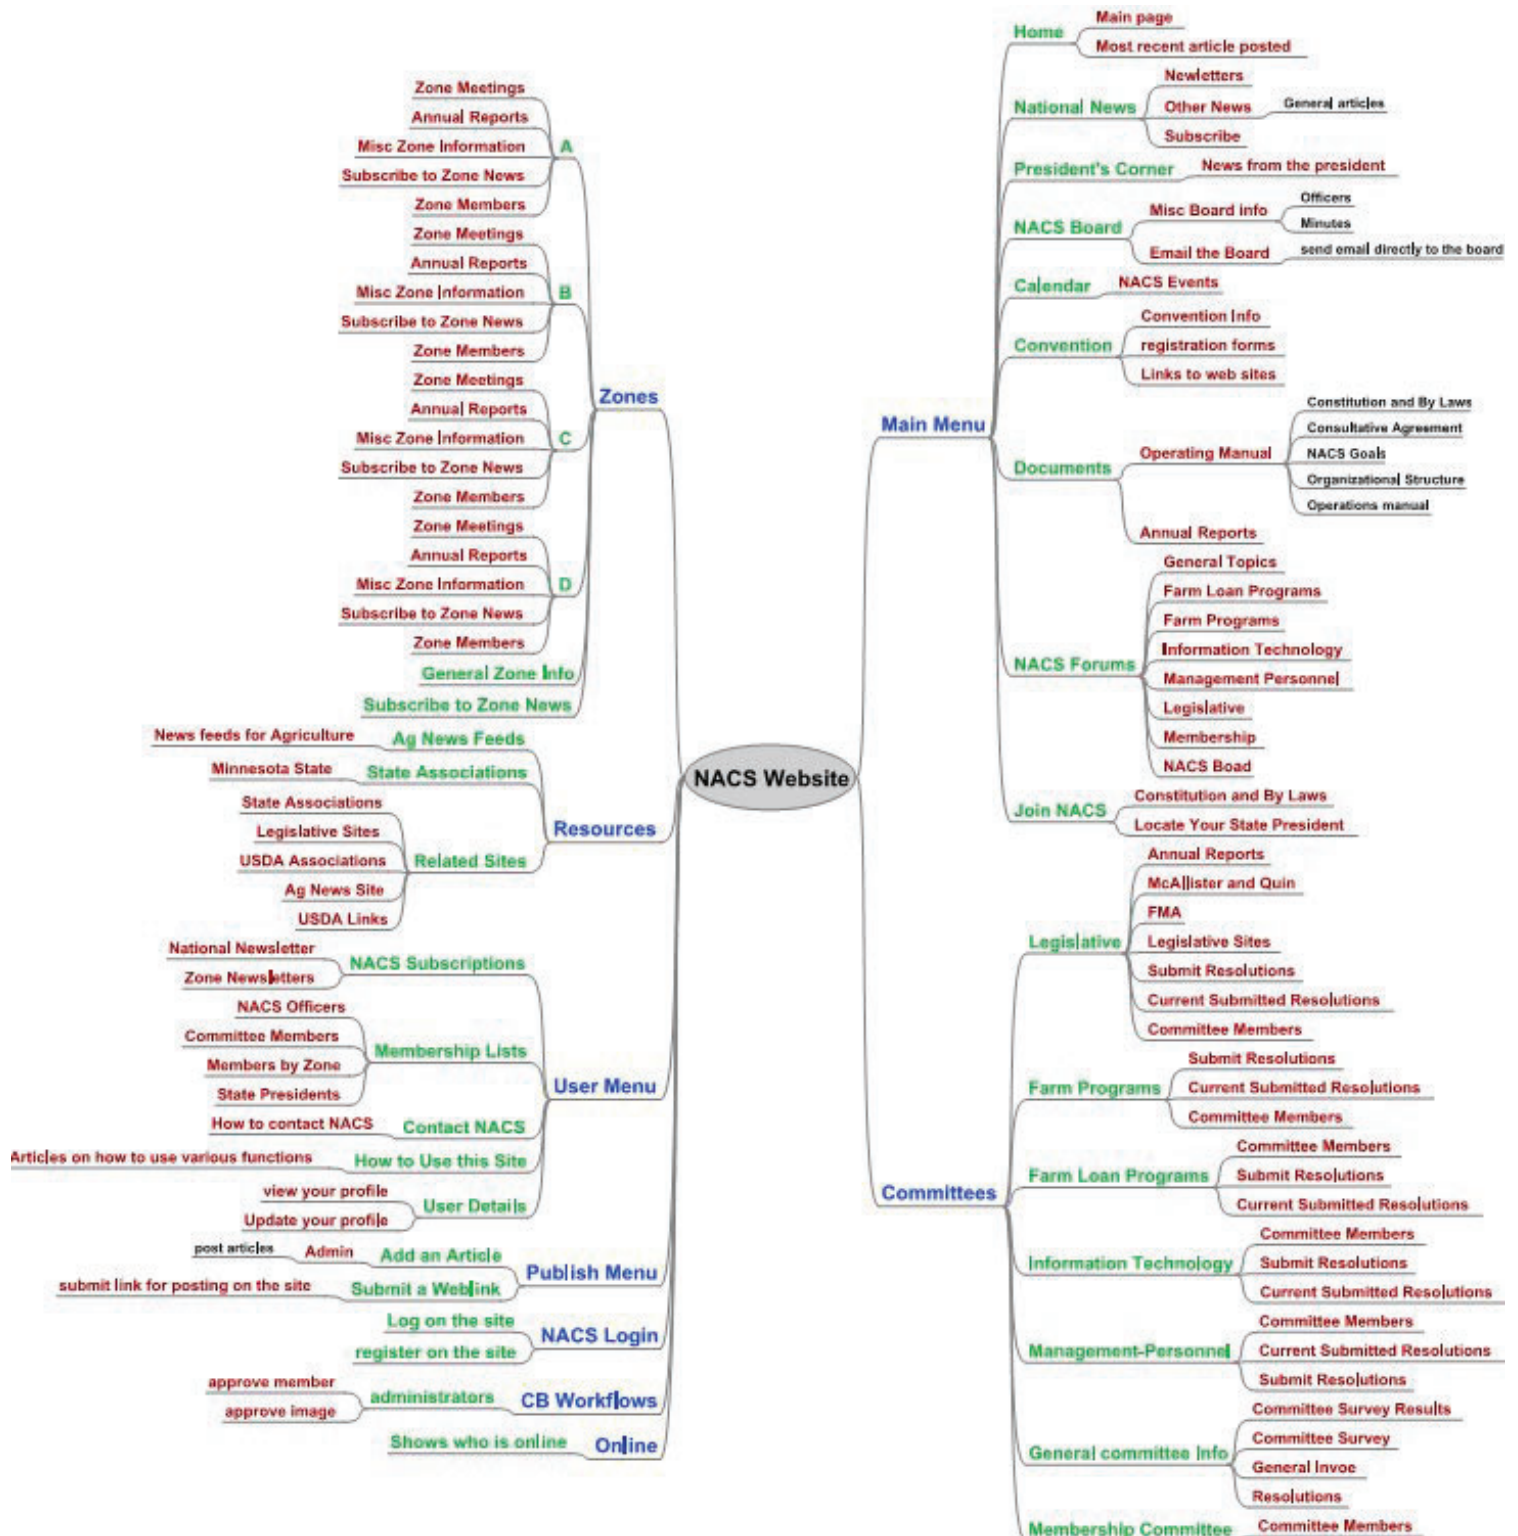 NACS Website
Main Menu
Home
Main page
Most recent article posted
National News
Newletters
Other News
General articles
Subscribe
President's Corner
News from the president
NACS Board
Misc Board info
Officers
Minutes
Email the Board
send email directly to the board
Calendar
NACS Events
Convention
Convention Info
registration forms
Links to web sites
Documents
Operating Manual
Constitution and By Laws
Consultative Agreement
NACS Goals
Organizational Structure
Operations manual
Annual Reports
NACS Forums
General Topics
Farm Loan Programs
Farm Programs
Information Technology
Management Personnel
Legislative
Membership
NACS Boad
Join NACS
Constitution and By Laws
Locate Your State President
Committees
Legislative
Annual Reports
McAllister and Quin
FMA
Legislative Sites
Submit Resolutions
Current Submitted Resolutions
Committee Members
Farm Programs
Submit Resolutions
Current Submitted Resolutions
Committee Members
Farm Loan Programs
Committee Members
Submit Resolutions
Current Submitted Resolutions
Information Technology
Committee Members
Submit Resolutions
Current Submitted Resolutions
Management-Personnel
Committee Members
Current Submitted Resolutions
Submit Resolutions
General committee Info
Committee Survey Results
Committee Survey
General Invoe
Resolutions
Membership Committee
Committee Members
Zones
A
Zone Meetings
Annual Reports
Misc Zone Information
Subscribe to Zone News
Zone Members
B
Zone Meetings
Annual Reports
Misc Zone Information
Subscribe to Zone News
Zone Members
C
Zone Meetings
Annual Reports
Misc Zone Information
Subscribe to Zone News
Zone Members
D
Zone Meetings
Annual Reports
Misc Zone Information
Subscribe to Zone News
Zone Members
General Zone Info
Subscribe to Zone News
Resources
Ag News Feeds
News feeds for Agriculture
State Associations
Minnesota State
Related Sites
State Associations
Legislative Sites
USDA Associations
Ag News Site
USDA Links
User Menu
NACS Subscriptions
National Newsletter
Zone Newsletters
Membership Lists
NACS Officers
Committee Members
Members by Zone
State Presidents
Contact NACS
How to contact NACS
How to Use this Site
Articles on how to use various functions
User Details
view your profile
Update your profile
Publish Menu
Add an Article
Admin
post articles
Submit a Weblink
submit link for posting on the site
NACS Login
Log on the site
register on the site
CB Workflows
administrators
approve member
approve image
Online
Shows who is online